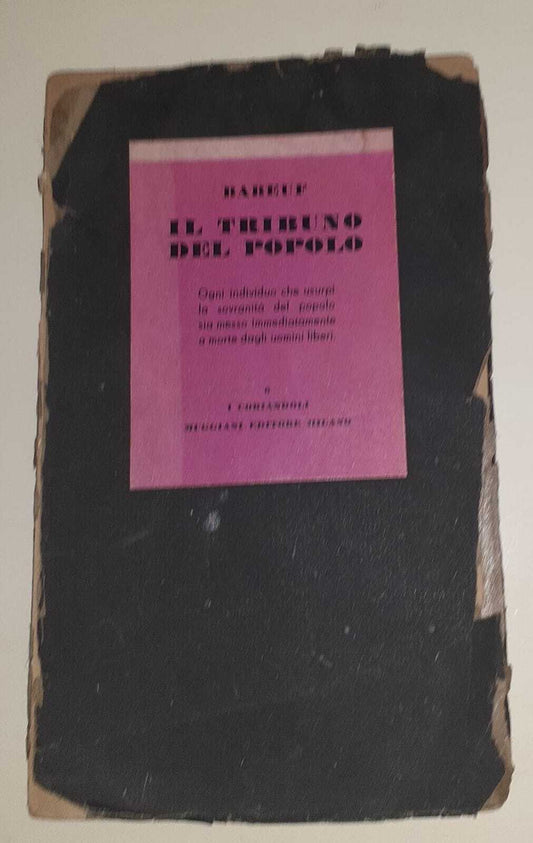 BABEUF
IL TRIBUNO
DEL POPOLO
Ogni individuo che usurpi
la sovranità del popolo
sia messo immediatamente
a morte dagli uomini liberi.
I CORIANDOLI
MUGGIANI EDITORE MILANO